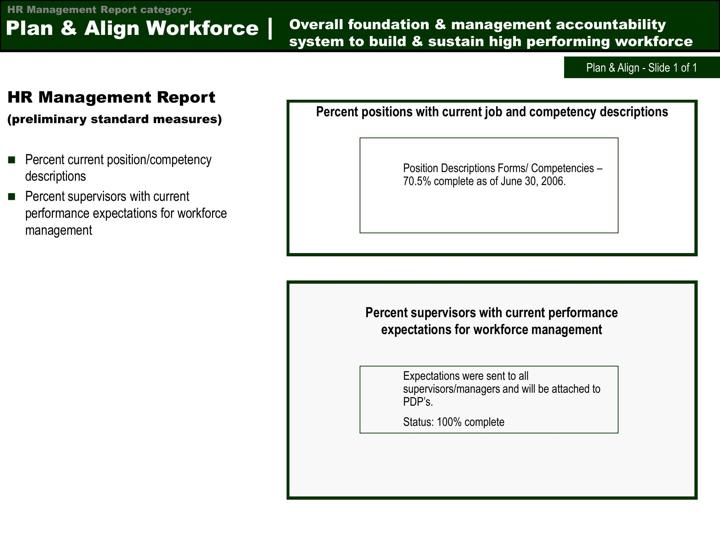 HR Management Report category:
Plan & Align Workforce |
Overall foundation & management accountability
system to build & sustain high performing workforce
Plan & Align - Slide 1 of 1
HR Management Report
(preliminary standard measures)
Percent current position/competency
descriptions
Percent supervisors with current
performance expectations for workforce
management
Percent positions with current job and competency descriptions
Position Descriptions Forms/ Competencies –
70.5% complete as of June 30, 2006.
Percent supervisors with current performance
expectations for workforce management
Expectations were sent to all
supervisors/managers and will be attached to
PDP's.
Status: 100% complete